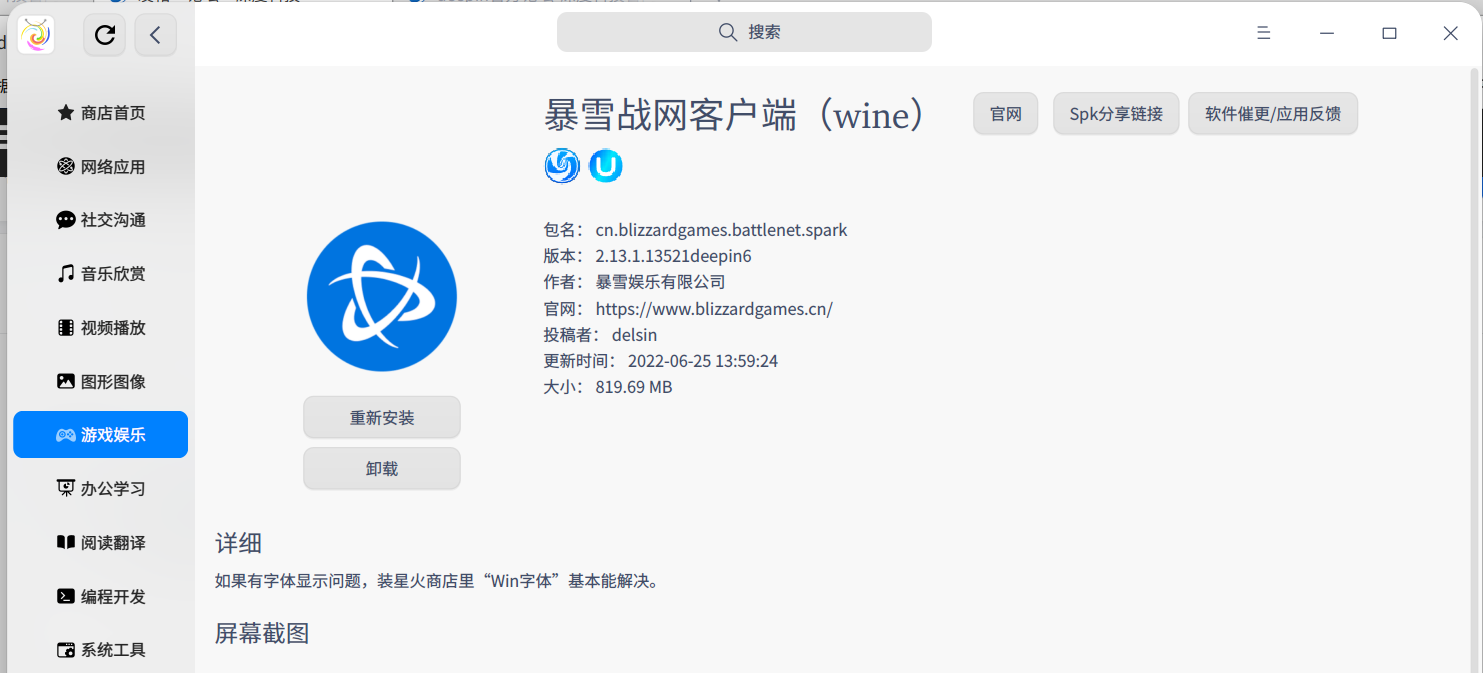 搜索
商店首页
网络应用
社交沟通
音乐欣赏
视频播放
图形图像
游戏娱乐
办公学习
阅读翻译
编程开发
系统工具
暴雪战网客户端（wine）
官网
Spk分享链接
软件催更/应用反馈
包名： cn.blizzardgames.battlenet.spark
版本： 2.13.1.13521deepin6
作者： 暴雪娱乐有限公司
官网： https://www.blizzardgames.cn/
投稿者： delsin
更新时间： 2022-06-25 13:59:24
大小： 819.69 MB
重新安装
卸载
详细
如果有字体显示问题，装星火商店里“Win字体”基本能解决。
屏幕截图